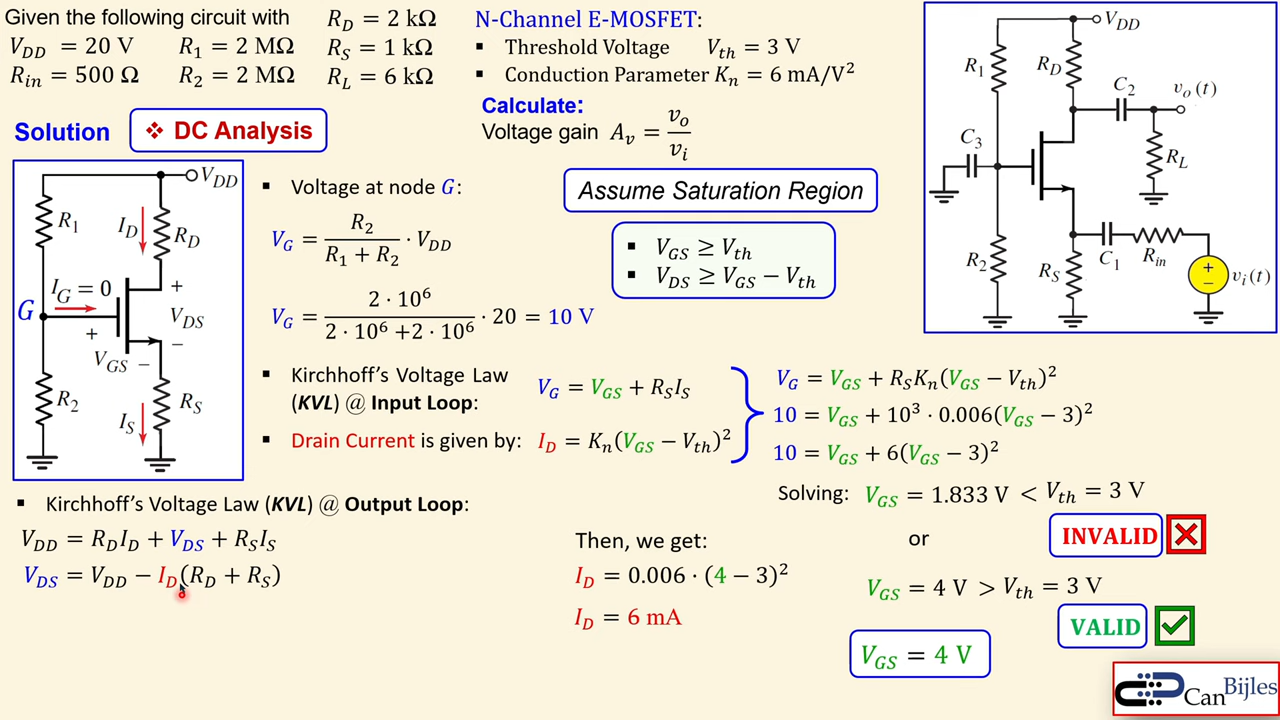 Given the following circuit with
V_DD = 20 V
R_in = 500 Ω
R_1 = 2 MΩ
R_2 = 2 MΩ
R_D = 2 kΩ
R_S = 1 kΩ
R_L = 6 kΩ
N-Channel E-MOSFET:
▪ Threshold Voltage V_th = 3 V
▪ Conduction Parameter K_n = 6 mA/V²
Calculate:
Voltage gain A_v = v_o / v_i
V_DD
R_1
R_D
C_2
v_o(t)
C_3
R_L
R_2
R_S
C_1
R_in
+
−
v_i(t)
Solution
❖ DC Analysis
V_DD
R_1
I_D
R_D
I_G = 0
+
G
V_DS
+
−
V_GS −
R_2
R_S
I_S
▪ Voltage at node G:
V_G = R_2 / (R_1 + R_2) · V_DD
V_G = 2 · 10⁶ / (2 · 10⁶ +2 · 10⁶) · 20 = 10 V
Assume Saturation Region
▪ V_GS ≥ V_th
▪ V_DS ≥ V_GS − V_th
▪ Kirchhoff's Voltage Law
(KVL) @ Input Loop:
V_G = V_GS + R_S I_S
▪ Drain Current is given by: I_D = K_n(V_GS − V_th)²
V_G = V_GS + R_S K_n(V_GS − V_th)²
10 = V_GS + 10³ · 0.006(V_GS − 3)²
10 = V_GS + 6(V_GS − 3)²
Solving: V_GS = 1.833 V < V_th = 3 V
INVALID
or
V_GS = 4 V > V_th = 3 V
VALID
V_GS = 4 V
▪ Kirchhoff's Voltage Law (KVL) @ Output Loop:
V_DD = R_D I_D + V_DS + R_S I_S
V_DS = V_DD − I_D(R_D + R_S)
Then, we get:
I_D = 0.006 · (4 − 3)²
I_D = 6 mA
CanBijles